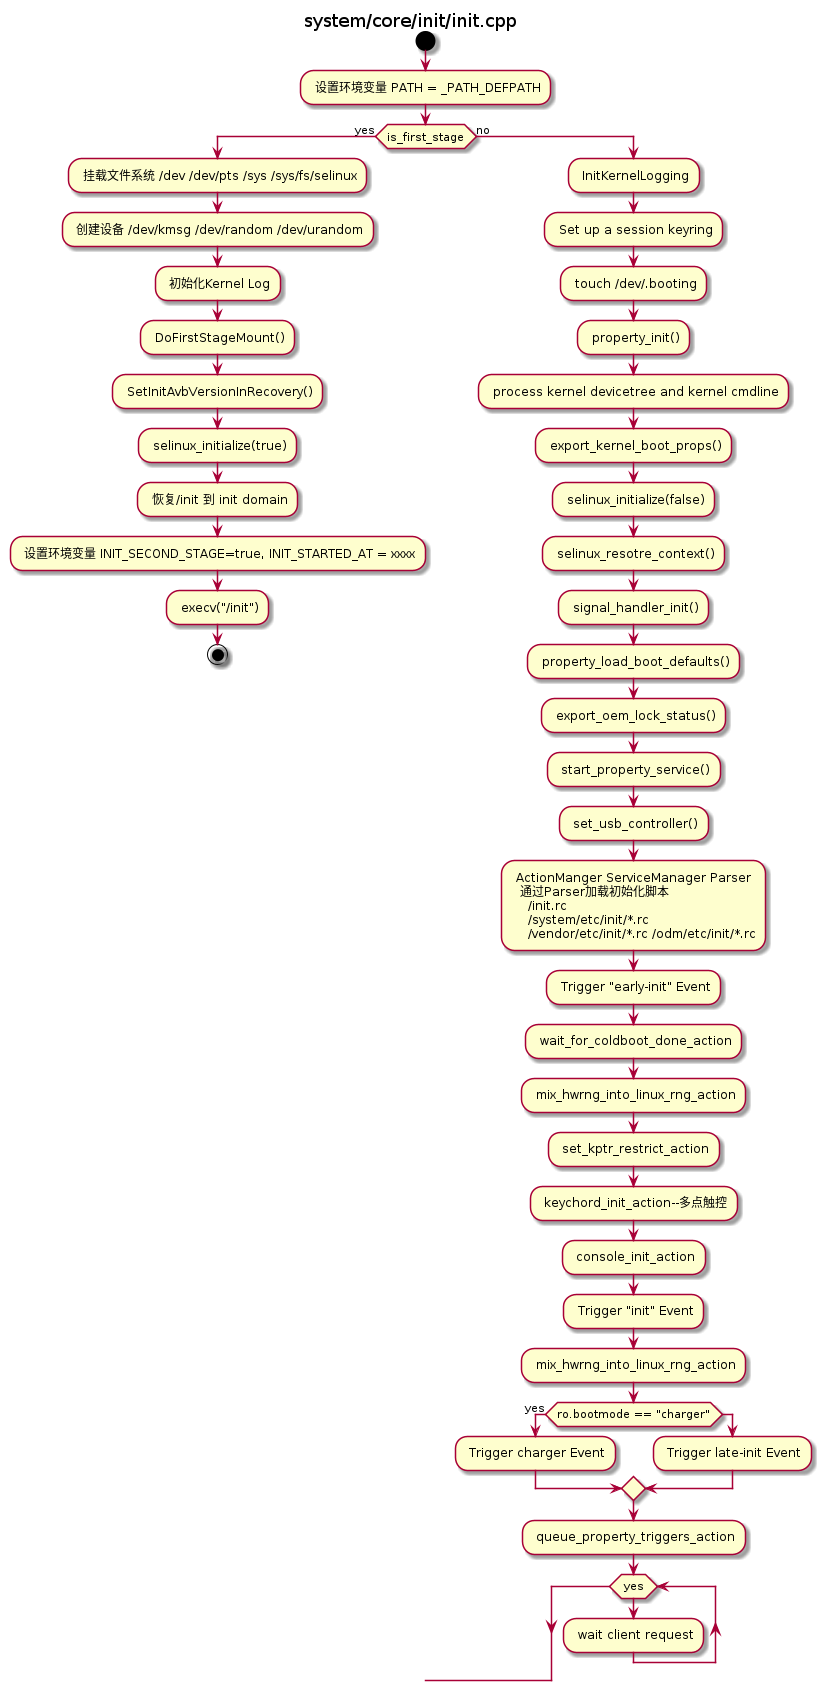 system/core/init/init.cpp
设置环境变量 PATH = _PATH_DEFPATH
is_first_stage
yes
no
挂载文件系统 /dev /dev/pts /sys /sys/fs/selinux
创建设备 /dev/kmsg /dev/random /dev/urandom
初始化Kernel Log
DoFirstStageMount()
SetInitAvbVersionInRecovery()
selinux_initialize(true)
恢复/init 到 init domain
设置环境变量 INIT_SECOND_STAGE=true, INIT_STARTED_AT = xxxx
execv("/init")
InitKernelLogging
Set up a session keyring
touch /dev/.booting
property_init()
process kernel devicetree and kernel cmdline
export_kernel_boot_props()
selinux_initialize(false)
selinux_resotre_context()
signal_handler_init()
property_load_boot_defaults()
export_oem_lock_status()
start_property_service()
set_usb_controller()
ActionManger ServiceManager Parser
通过Parser加载初始化脚本
/init.rc
/system/etc/init/*.rc
/vendor/etc/init/*.rc /odm/etc/init/*.rc
Trigger "early-init" Event
wait_for_coldboot_done_action
mix_hwrng_into_linux_rng_action
set_kptr_restrict_action
keychord_init_action--多点触控
console_init_action
Trigger "init" Event
mix_hwrng_into_linux_rng_action
ro.bootmode == "charger"
yes
Trigger charger Event
Trigger late-init Event
queue_property_triggers_action
yes
wait client request